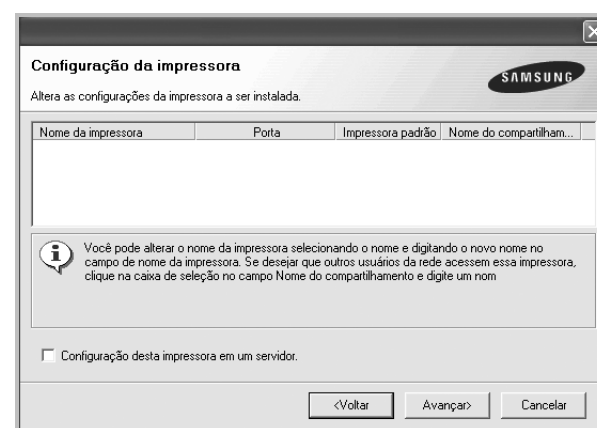 Configuração da impressora
SAMSUNG
Altera as configurações da impressora a ser instalada.
Nome da impressora Porta Impressora padrão Nome do compartilham...
Você pode alterar o nome da impressora selecionando o nome e digitando o novo nome no
campo de nome da impressora. Se desejar que outros usuários da rede acessem essa impressora,
clique na caixa de seleção no campo Nome do compartilhamento e digite um nom
Configuração desta impressora em um servidor.
<Voltar Avançar> Cancelar